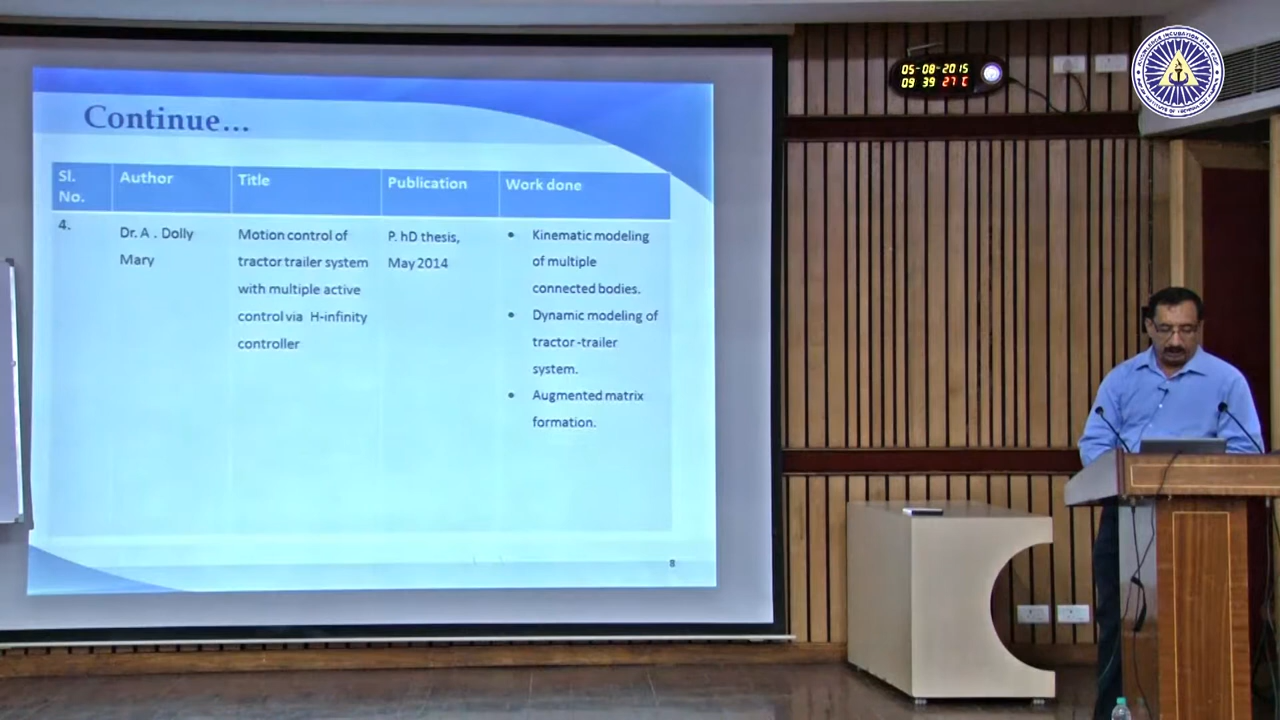 Continue...
Sl. No.
Author
Title
Publication
Work done
4.
Dr. A . Dolly
Mary
Motion control of
tractor trailer system
with multiple active
control via H-infinity
controller
P. hD thesis,
May 2014
• Kinematic modeling
of multiple
connected bodies.
• Dynamic modeling of
tractor-trailer
system.
• Augmented matrix
formation.
8
05-08-2015
09 39 27°C